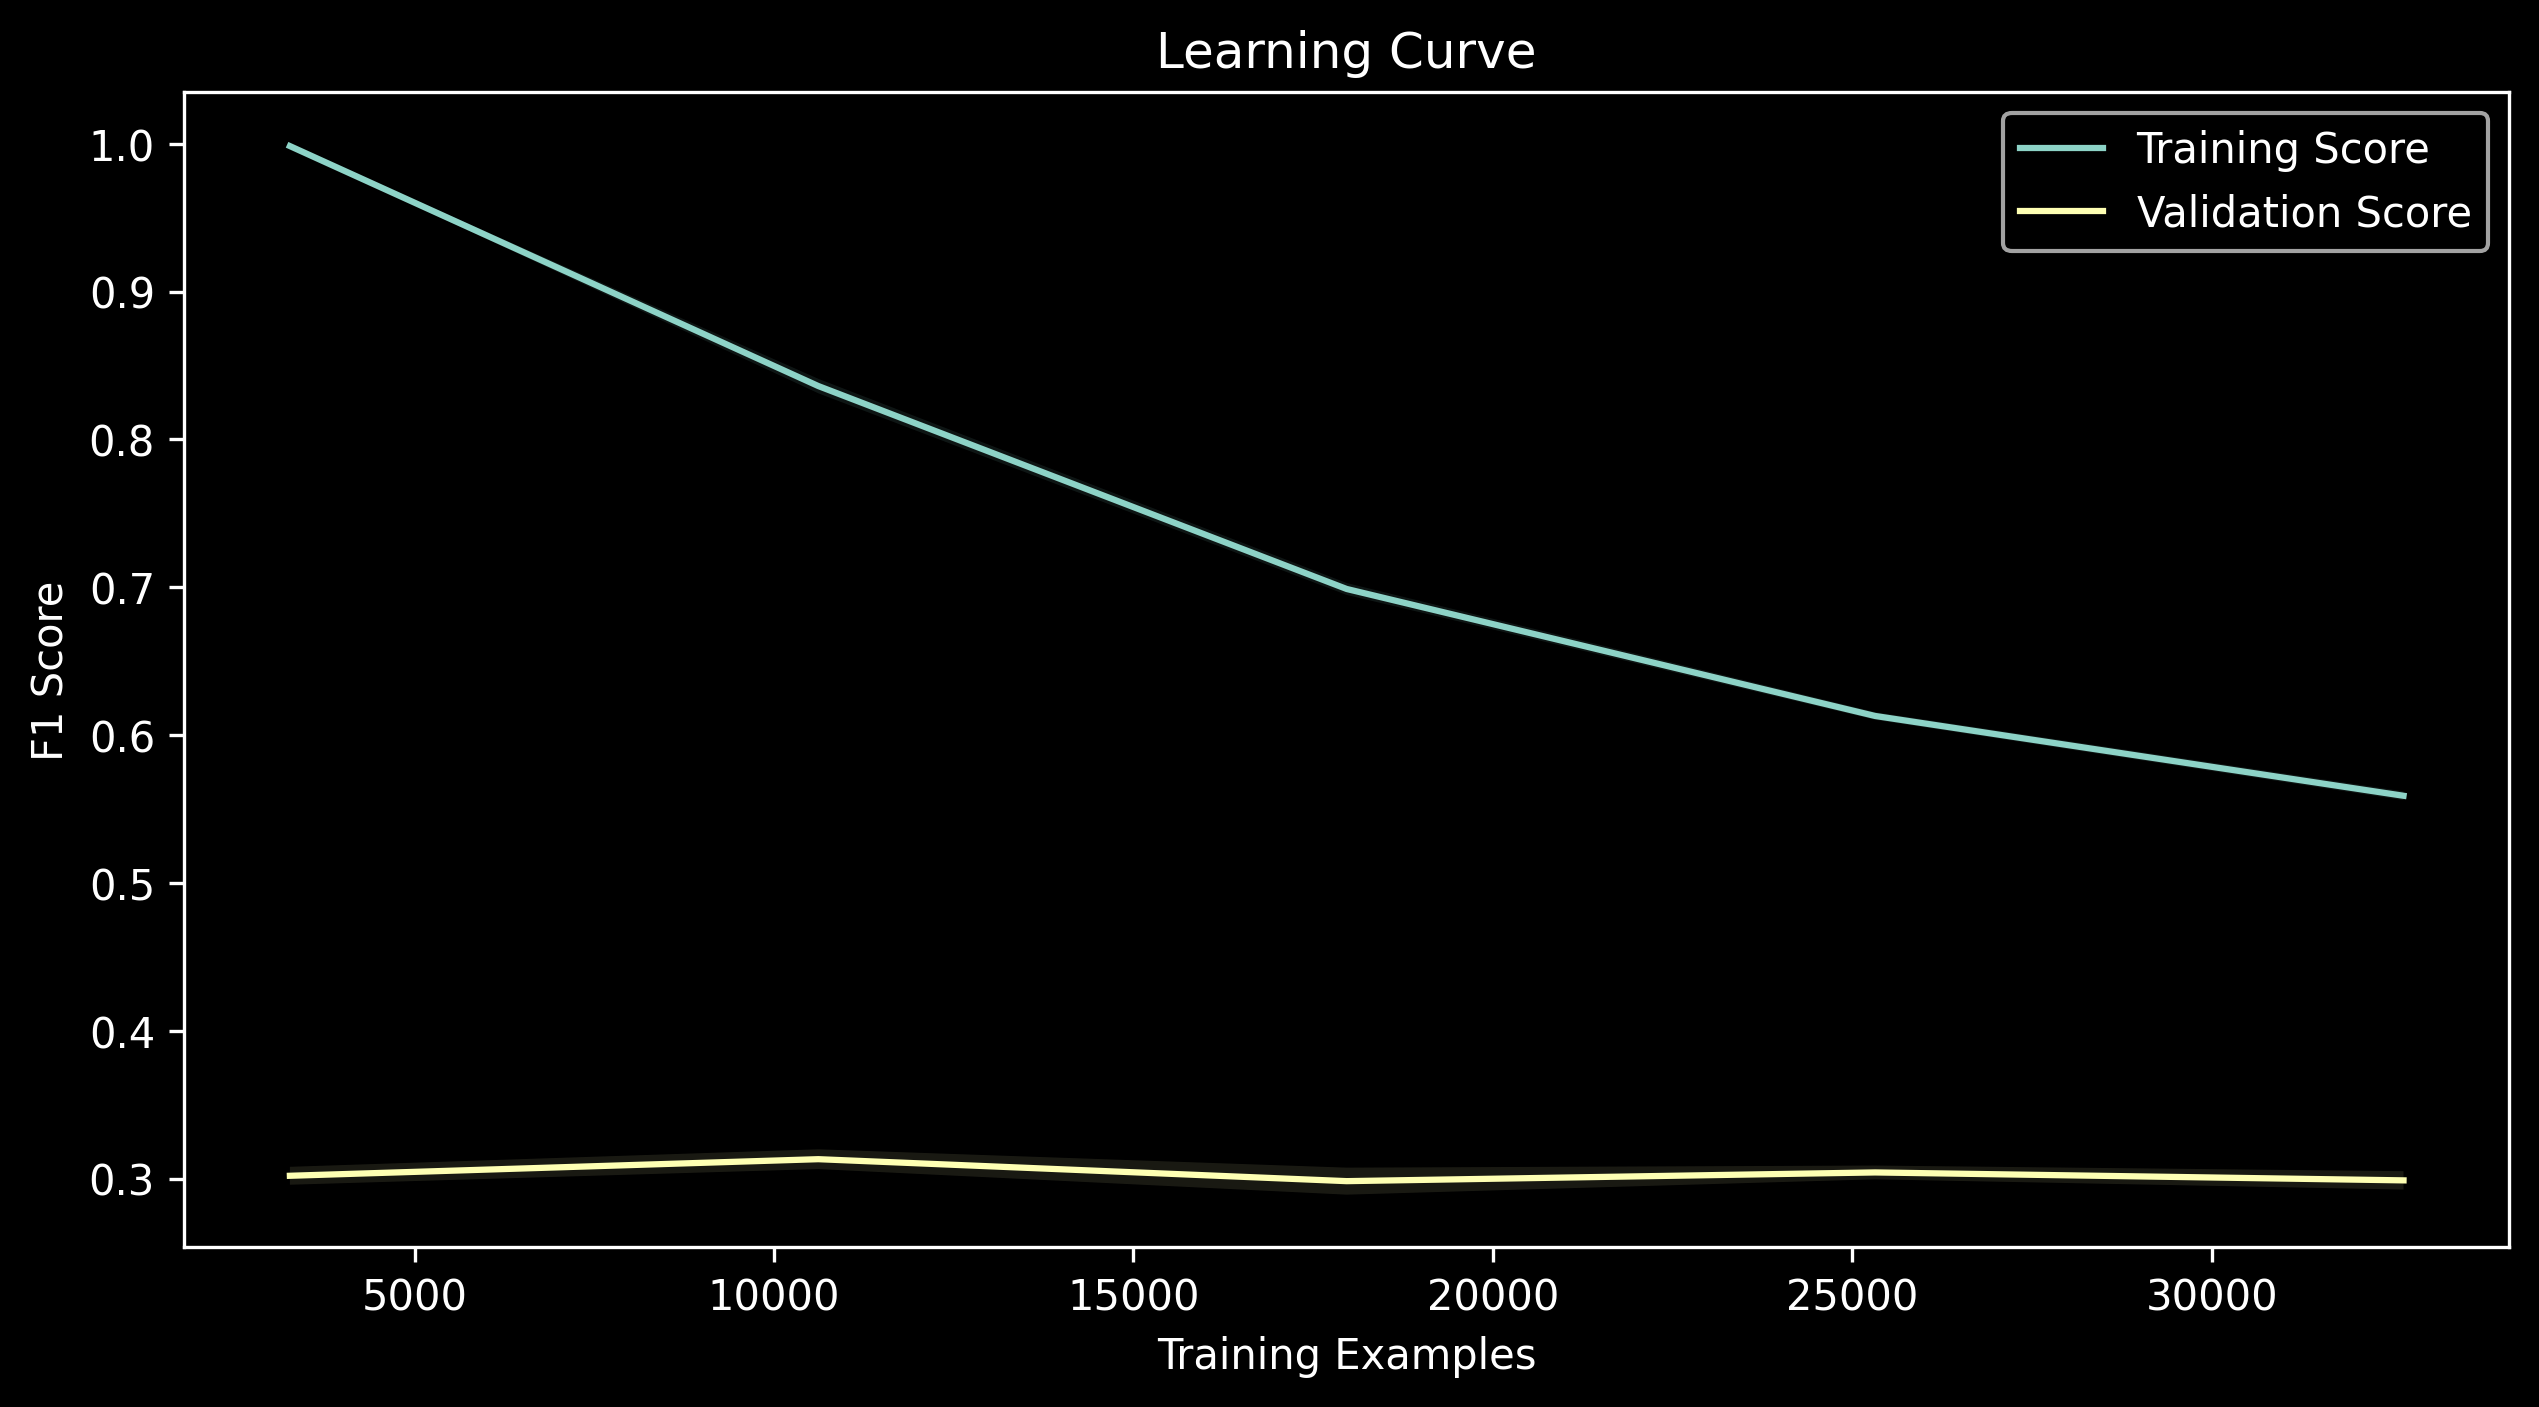 Learning Curve
Training Score
Validation Score
1.0
0.9
0.8
0.7
0.6
0.5
0.4
0.3
F1 Score
5000 10000 15000 20000 25000 30000
Training Examples